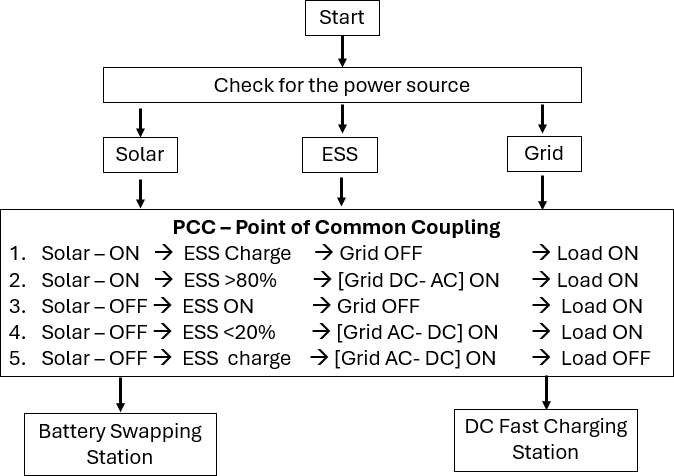 Start
Check for the power source
Solar
ESS
Grid
PCC – Point of Common Coupling
1. Solar – ON → ESS Charge → Grid OFF → Load ON
2. Solar – ON → ESS >80% → [Grid DC- AC] ON → Load ON
3. Solar – OFF → ESS ON → Grid OFF → Load ON
4. Solar – OFF → ESS <20% → [Grid AC- DC] ON → Load ON
5. Solar – OFF → ESS charge → [Grid AC- DC] ON → Load OFF
Battery Swapping
Station
DC Fast Charging
Station